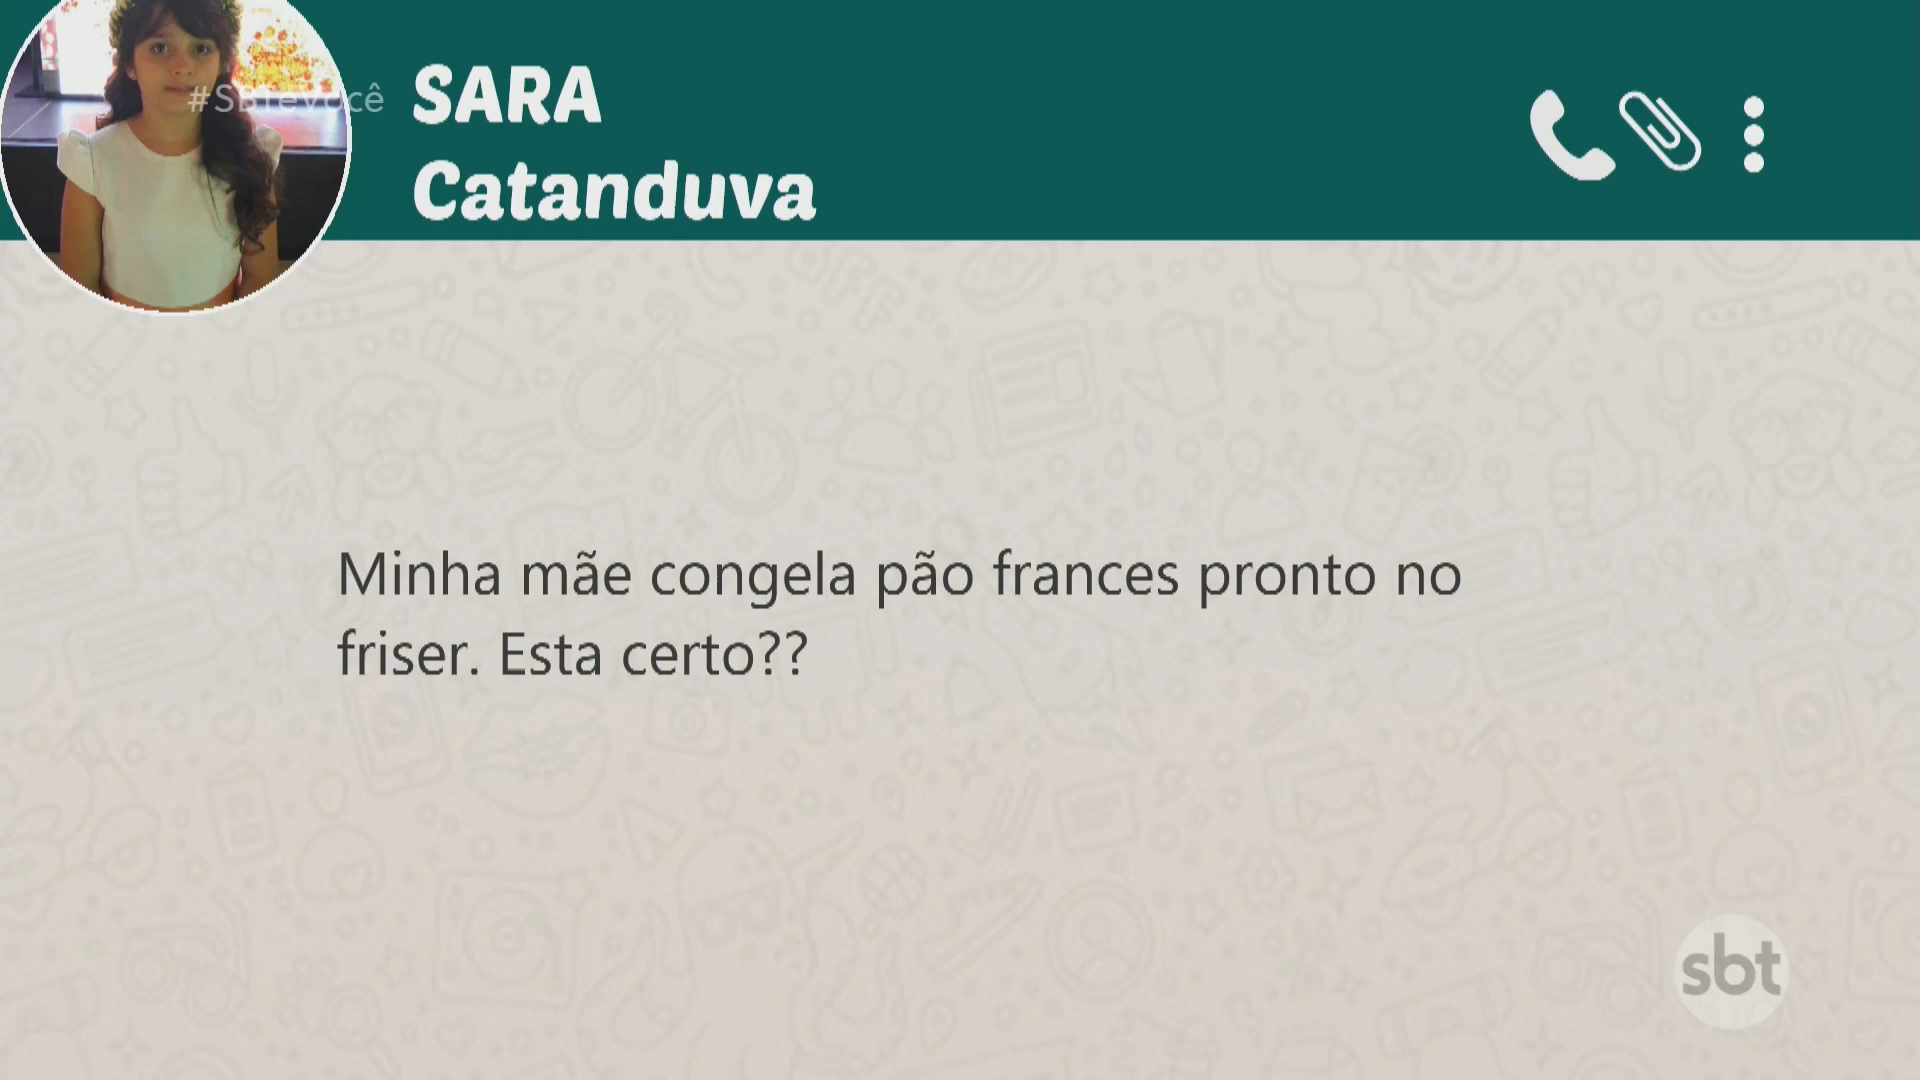 #SBTeVocê
SARA
Catanduva
Minha mãe congela pão frances pronto no
friser. Esta certo??
sbt